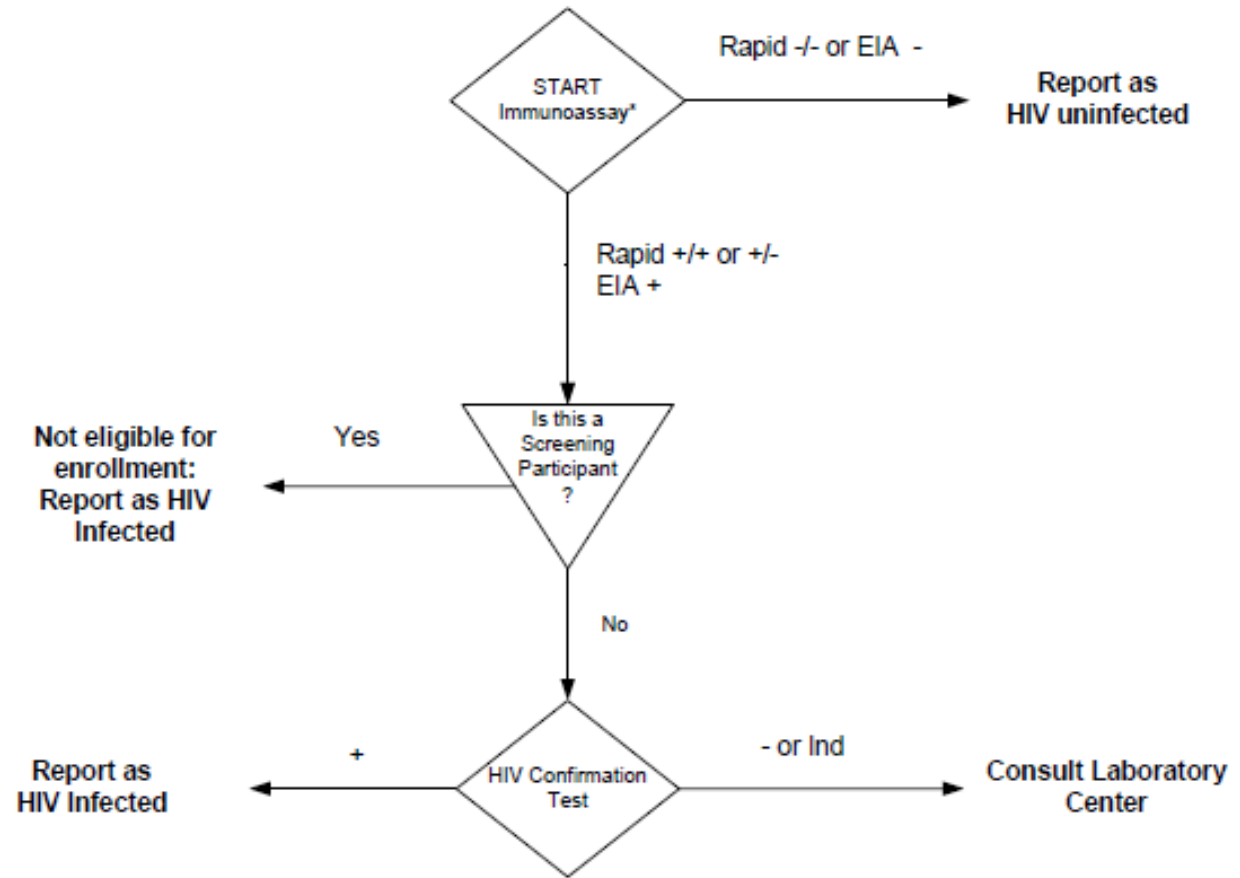 Rapid -/- or EIA -
START
Immunoassay*
Report as
HIV uninfected
Rapid +/+ or +/-
EIA +
Is this a
Screening
Participant
?
Yes
Not eligible for
enrollment:
Report as HIV
Infected
No
HIV Confirmation
Test
+
Report as
HIV Infected
- or Ind
Consult Laboratory
Center